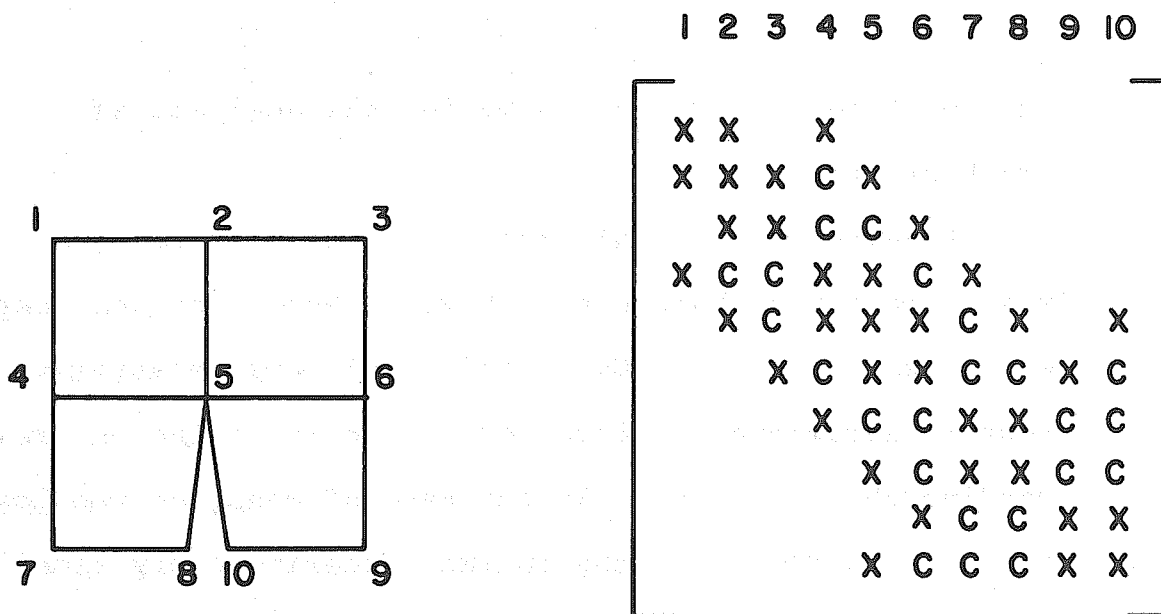 1 2 3 4 5 6 7 8 9 10
X X X
X X X C X
X X C C X
X C C X X C X
X C X X X C X X
X C X X C C X C
X C C X X C C
X C X X C C
X C C X X
X C C C X X
1 2 3
4 5 6
7 8 10 9